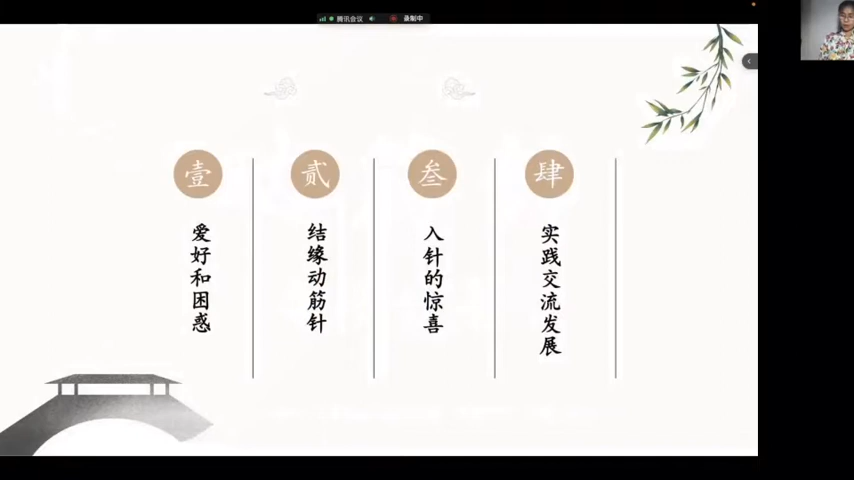 腾讯会议
录制中
壹
爱好和困惑
贰
结缘动筋针
叁
入针的惊喜
肆
实践交流发展